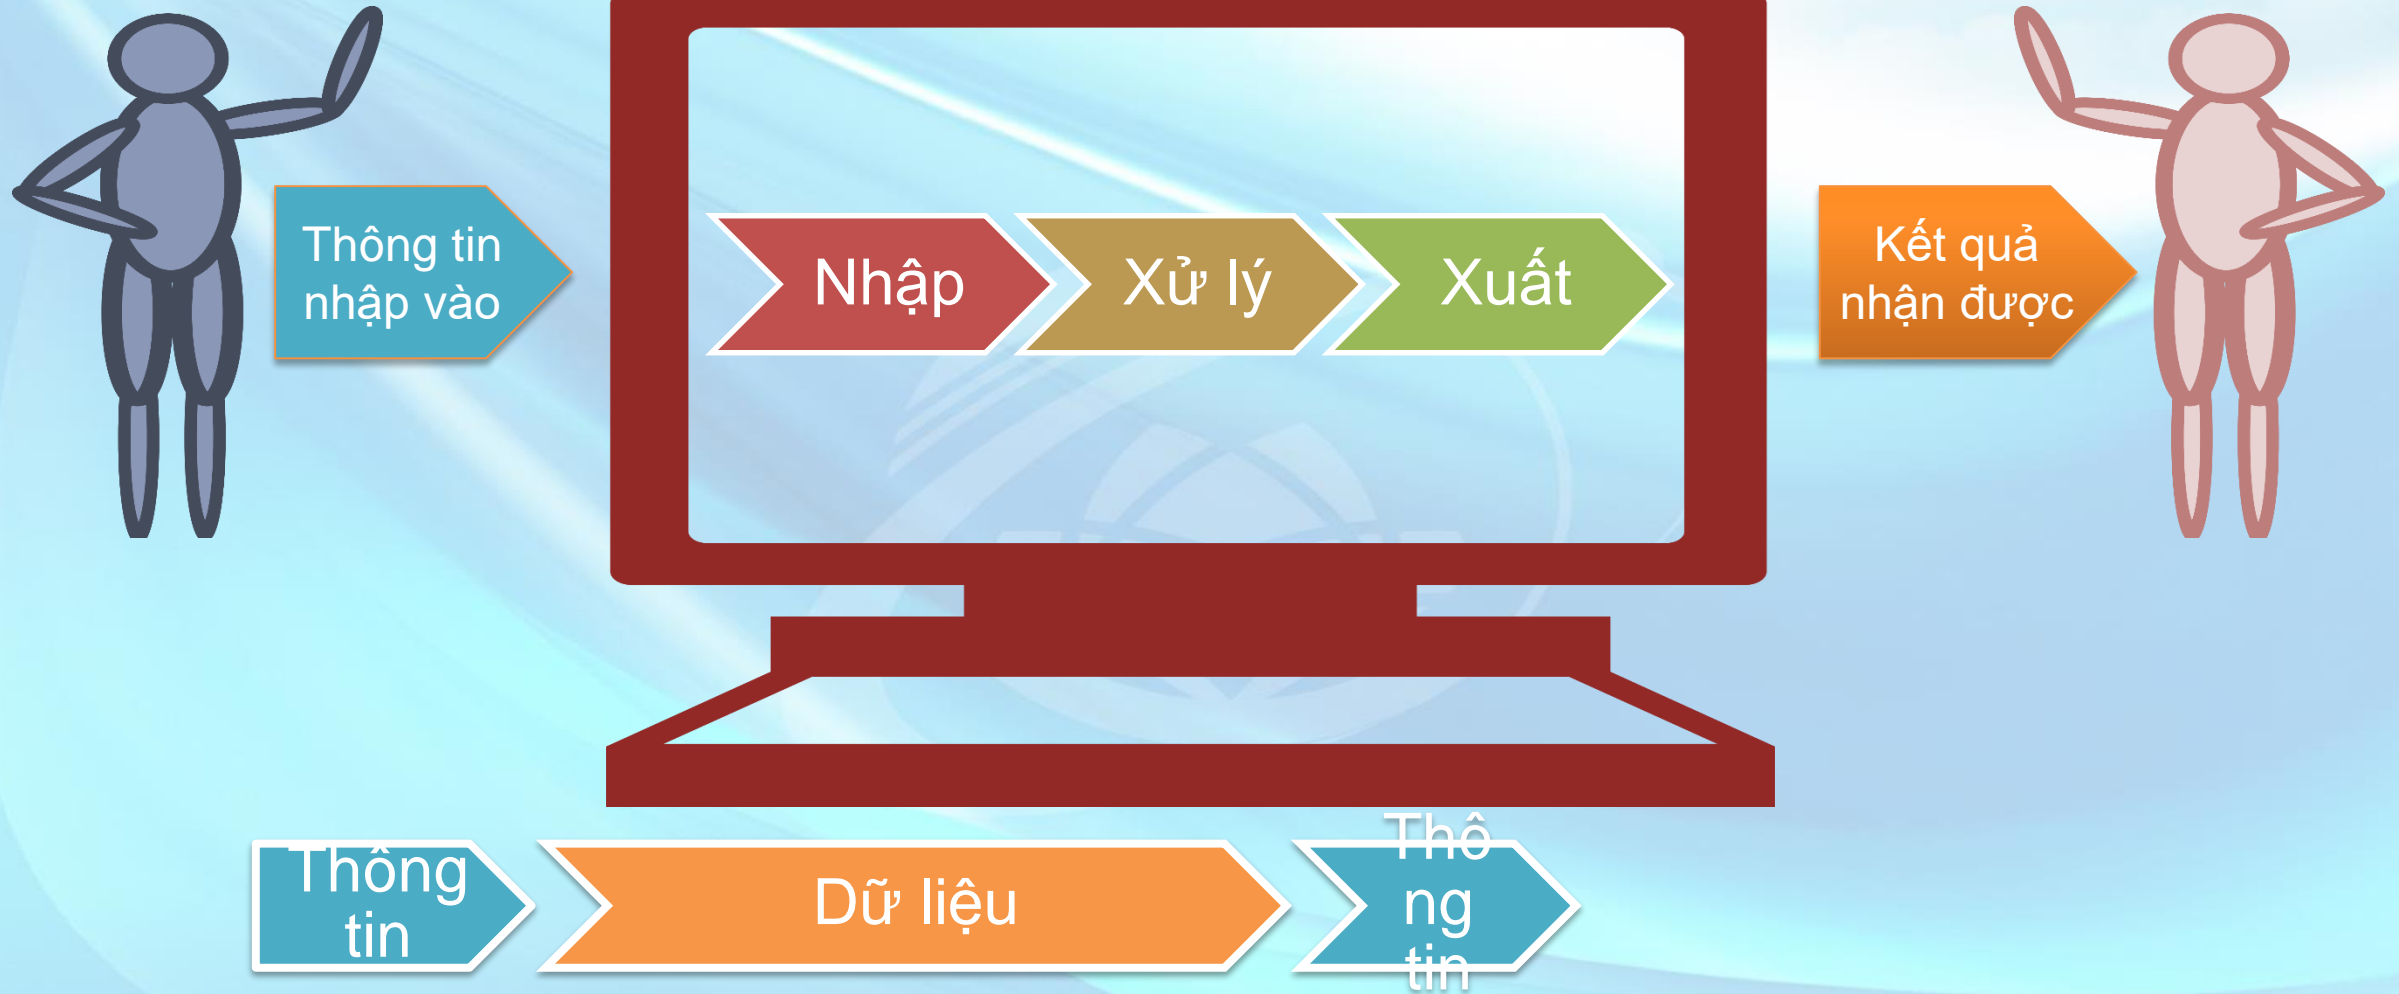 Thông tin
nhập vào
Nhập
Xử lý
Xuất
Kết quả
nhận được
Thông
tin
Dữ liệu
Thô
ng
tin